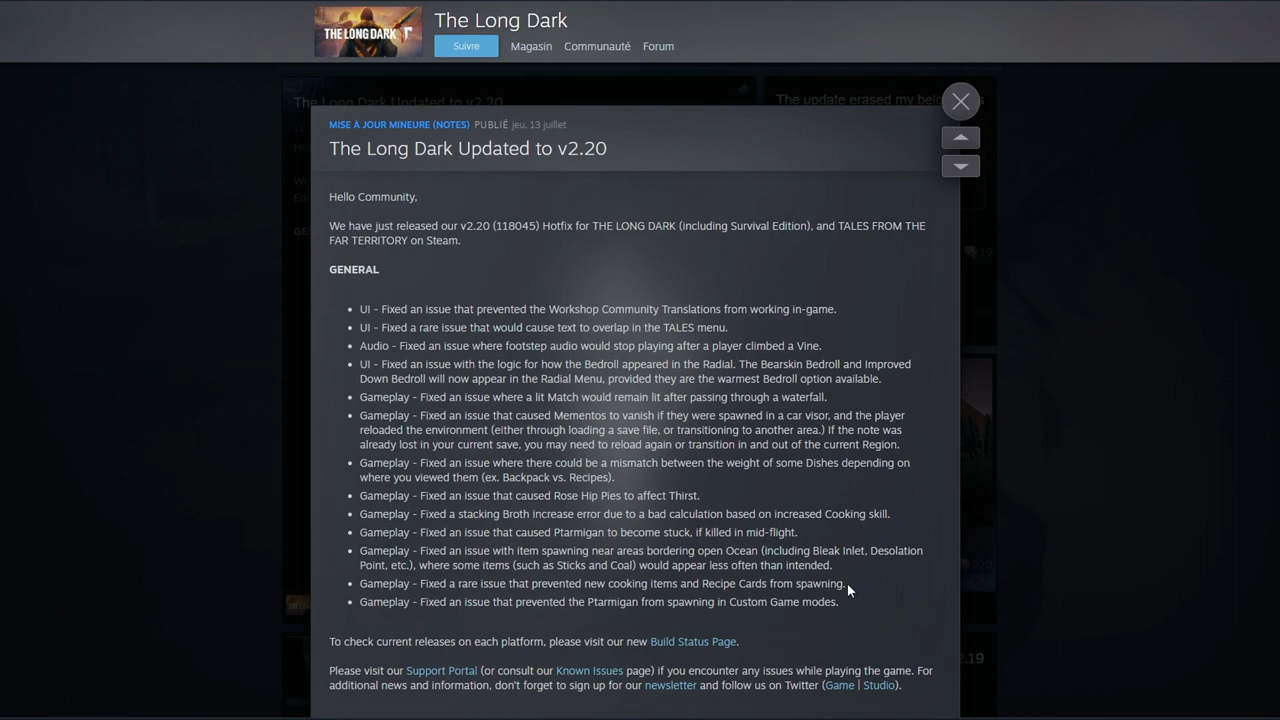 THE LONG DARK
The Long Dark
Suivre
Magasin
Communauté
Forum
The Long Dark Updated to v2.20
MISE À JOUR MINEURE (NOTES) PUBLIÉ jeu. 13 juillet
The Long Dark Updated to v2.20
Hello Community,
We have just released our v2.20 (118045) Hotfix for THE LONG DARK (including Survival Edition), and TALES FROM THE
FAR TERRITORY on Steam.
GENERAL
• UI - Fixed an issue that prevented the Workshop Community Translations from working in-game.
• UI - Fixed a rare issue that would cause text to overlap in the TALES menu.
• Audio - Fixed an issue where footstep audio would stop playing after a player climbed a Vine.
• UI - Fixed an issue with the logic for how the Bedroll appeared in the Radial. The Bearskin Bedroll and Improved
Down Bedroll will now appear in the Radial Menu, provided they are the warmest Bedroll option available.
• Gameplay - Fixed an issue where a lit Match would remain lit after passing through a waterfall.
• Gameplay - Fixed an issue that caused Mementos to vanish if they were spawned in a car visor, and the player
reloaded the environment (either through loading a save file, or transitioning to another area.) If the note was
already lost in your current save, you may need to reload again or transition in and out of the current Region.
• Gameplay - Fixed an issue where there could be a mismatch between the weight of some Dishes depending on
where you viewed them (ex. Backpack vs. Recipes).
• Gameplay - Fixed an issue that caused Rose Hip Pies to affect Thirst.
• Gameplay - Fixed a stacking Broth increase error due to a bad calculation based on increased Cooking skill.
• Gameplay - Fixed an issue that caused Ptarmigan to become stuck, if killed in mid-flight.
• Gameplay - Fixed an issue with item spawning near areas bordering open Ocean (including Bleak Inlet, Desolation
Point, etc.), where some items (such as Sticks and Coal) would appear less often than intended.
• Gameplay - Fixed a rare issue that prevented new cooking items and Recipe Cards from spawning.
• Gameplay - Fixed an issue that prevented the Ptarmigan from spawning in Custom Game modes.
To check current releases on each platform, please visit our new Build Status Page.
Please visit our Support Portal (or consult our Known Issues page) if you encounter any issues while playing the game. For
additional news and information, don't forget to sign up for our newsletter and follow us on Twitter (Game | Studio).
The update erased my
19
920
2.19